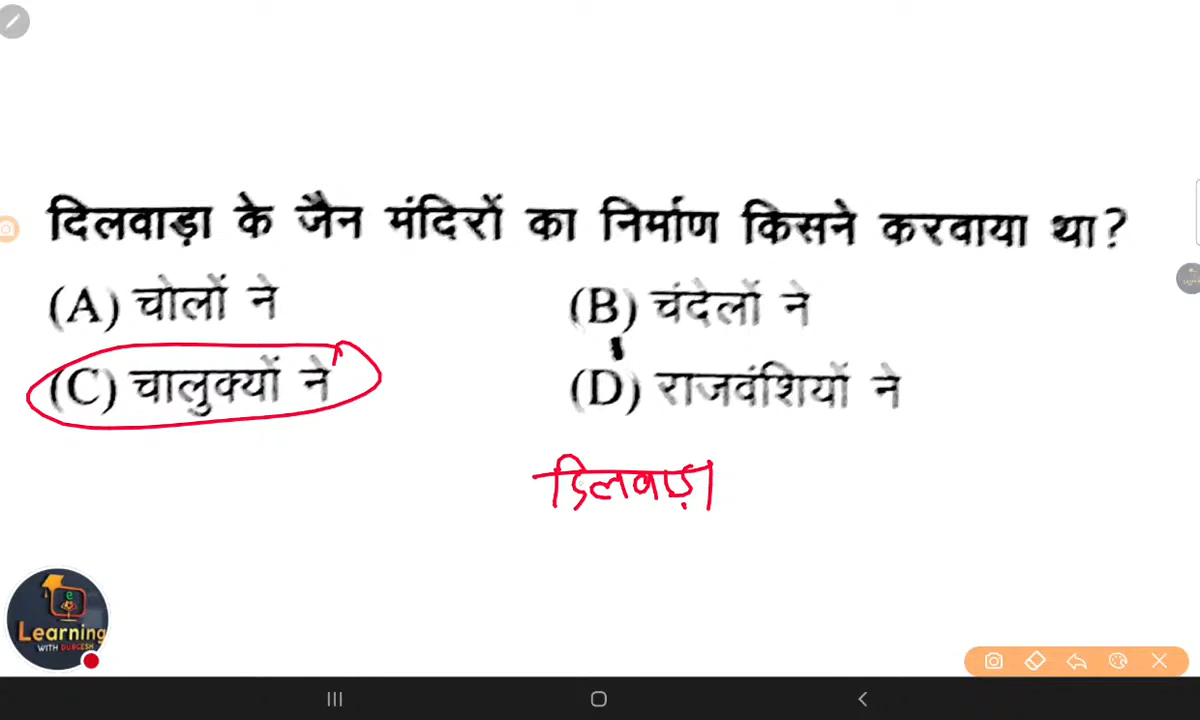 दिलवाड़ा के जैन मंदिरों का निर्माण किसने करवाया था?
(A) चोलों ने (B) चंदेलों ने
(C) चालुक्यों ने (D) राजवंशियों ने
दिलवाड़ा
e
Learning
WITH DURGESH